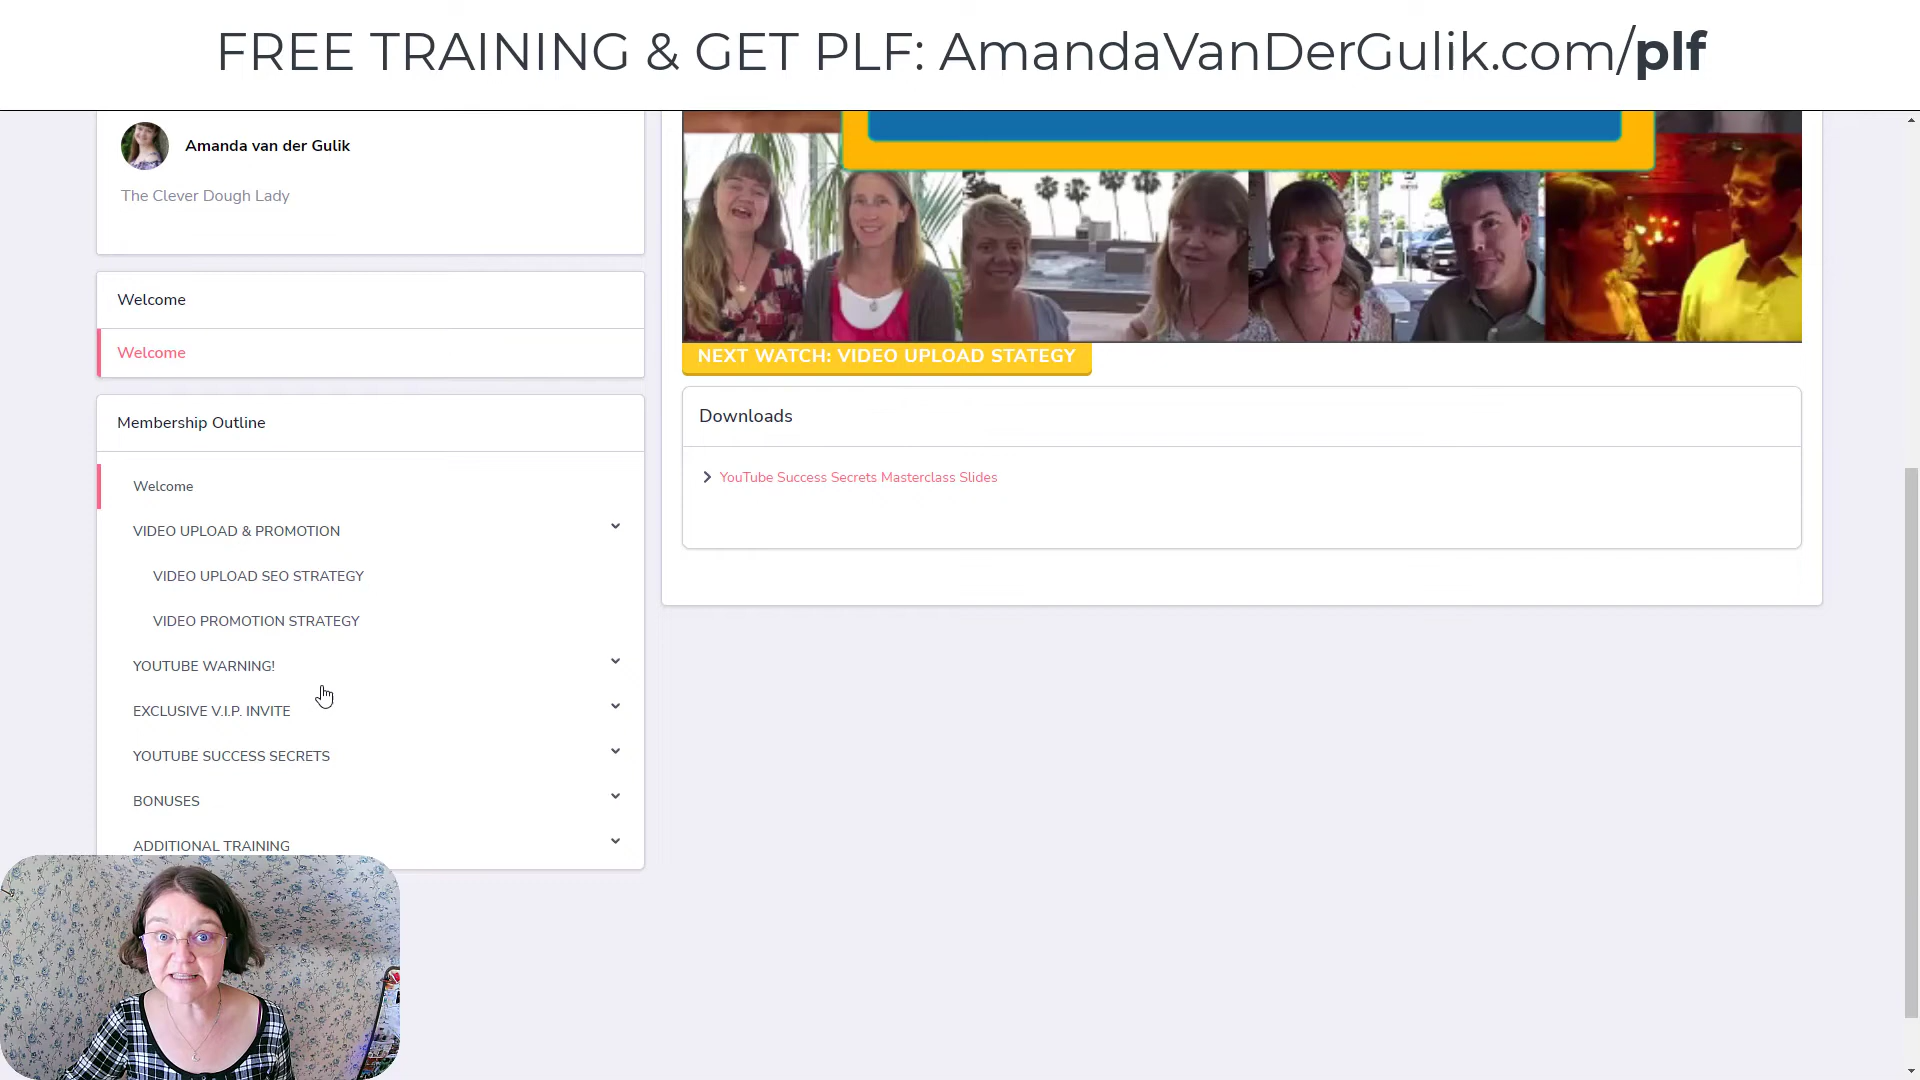 FREE TRAINING & GET PLF: AmandaVanDerGulik.com/plf
Amanda van der Gulik
The Clever Dough Lady
Welcome
Welcome
Membership Outline
Welcome
VIDEO UPLOAD & PROMOTION
VIDEO UPLOAD SEO STRATEGY
VIDEO PROMOTION STRATEGY
YOUTUBE WARNING!
EXCLUSIVE V.I.P. INVITE
YOUTUBE SUCCESS SECRETS
BONUSES
ADDITIONAL TRAINING
NEXT WATCH: VIDEO UPLOAD STATEGY
Downloads
YouTube Success Secrets Masterclass Slides